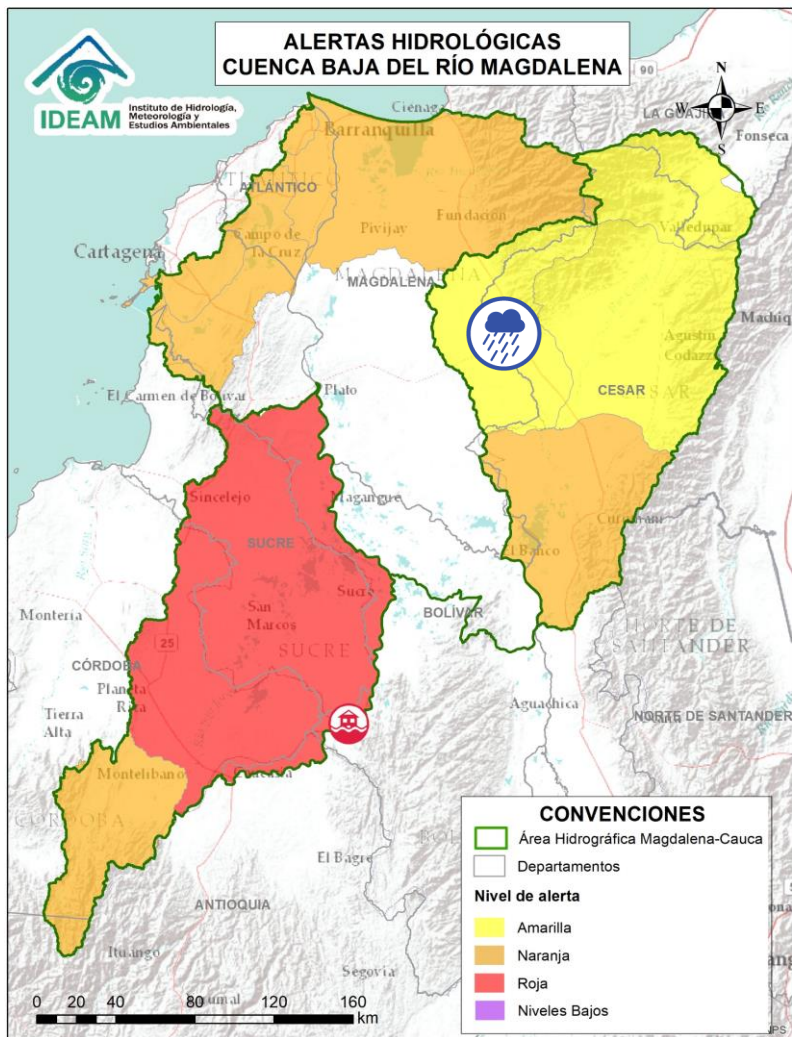 ALERTAS HIDROLÓGICAS
CUENCA BAJA DEL RÍO MAGDALENA
IDEAM
Instituto de Hidrología,
Meteorología y
Estudios Ambientales
90
N
W
E
S
Ciénaga
LA GUAJIRA
Fonseca
Barranquilla
ATLÁNTICO
Valledupar
Fundación
Pivijay
Campo de
la Cruz
Cartagena
MAGDALENA
MAGDALENA
Machiq
Agustín
Codazzi
CESAR
El Carmen de Bolívar
Plato
Sincelejo
Magangué
SUCRE
Curumaní
El Banco
Sucre
San
Marcos
BOLÍVAR
Montería
25
SUCRE
NORTE DE
SANTANDER
CÓRDOBA
Planeta
Rica
Aguachica
Tierra
Alta
NORTE DE SANTANDER
Montelíbano
CÓRDOBA
El Bagre
ANTIOQUIA
Ituango
Segovia
CONVENCIONES
Área Hidrográfica Magdalena-Cauca
Departamentos
Nivel de alerta
Amarilla
Naranja
Roja
Niveles Bajos
0 20 40 80 120 160
km